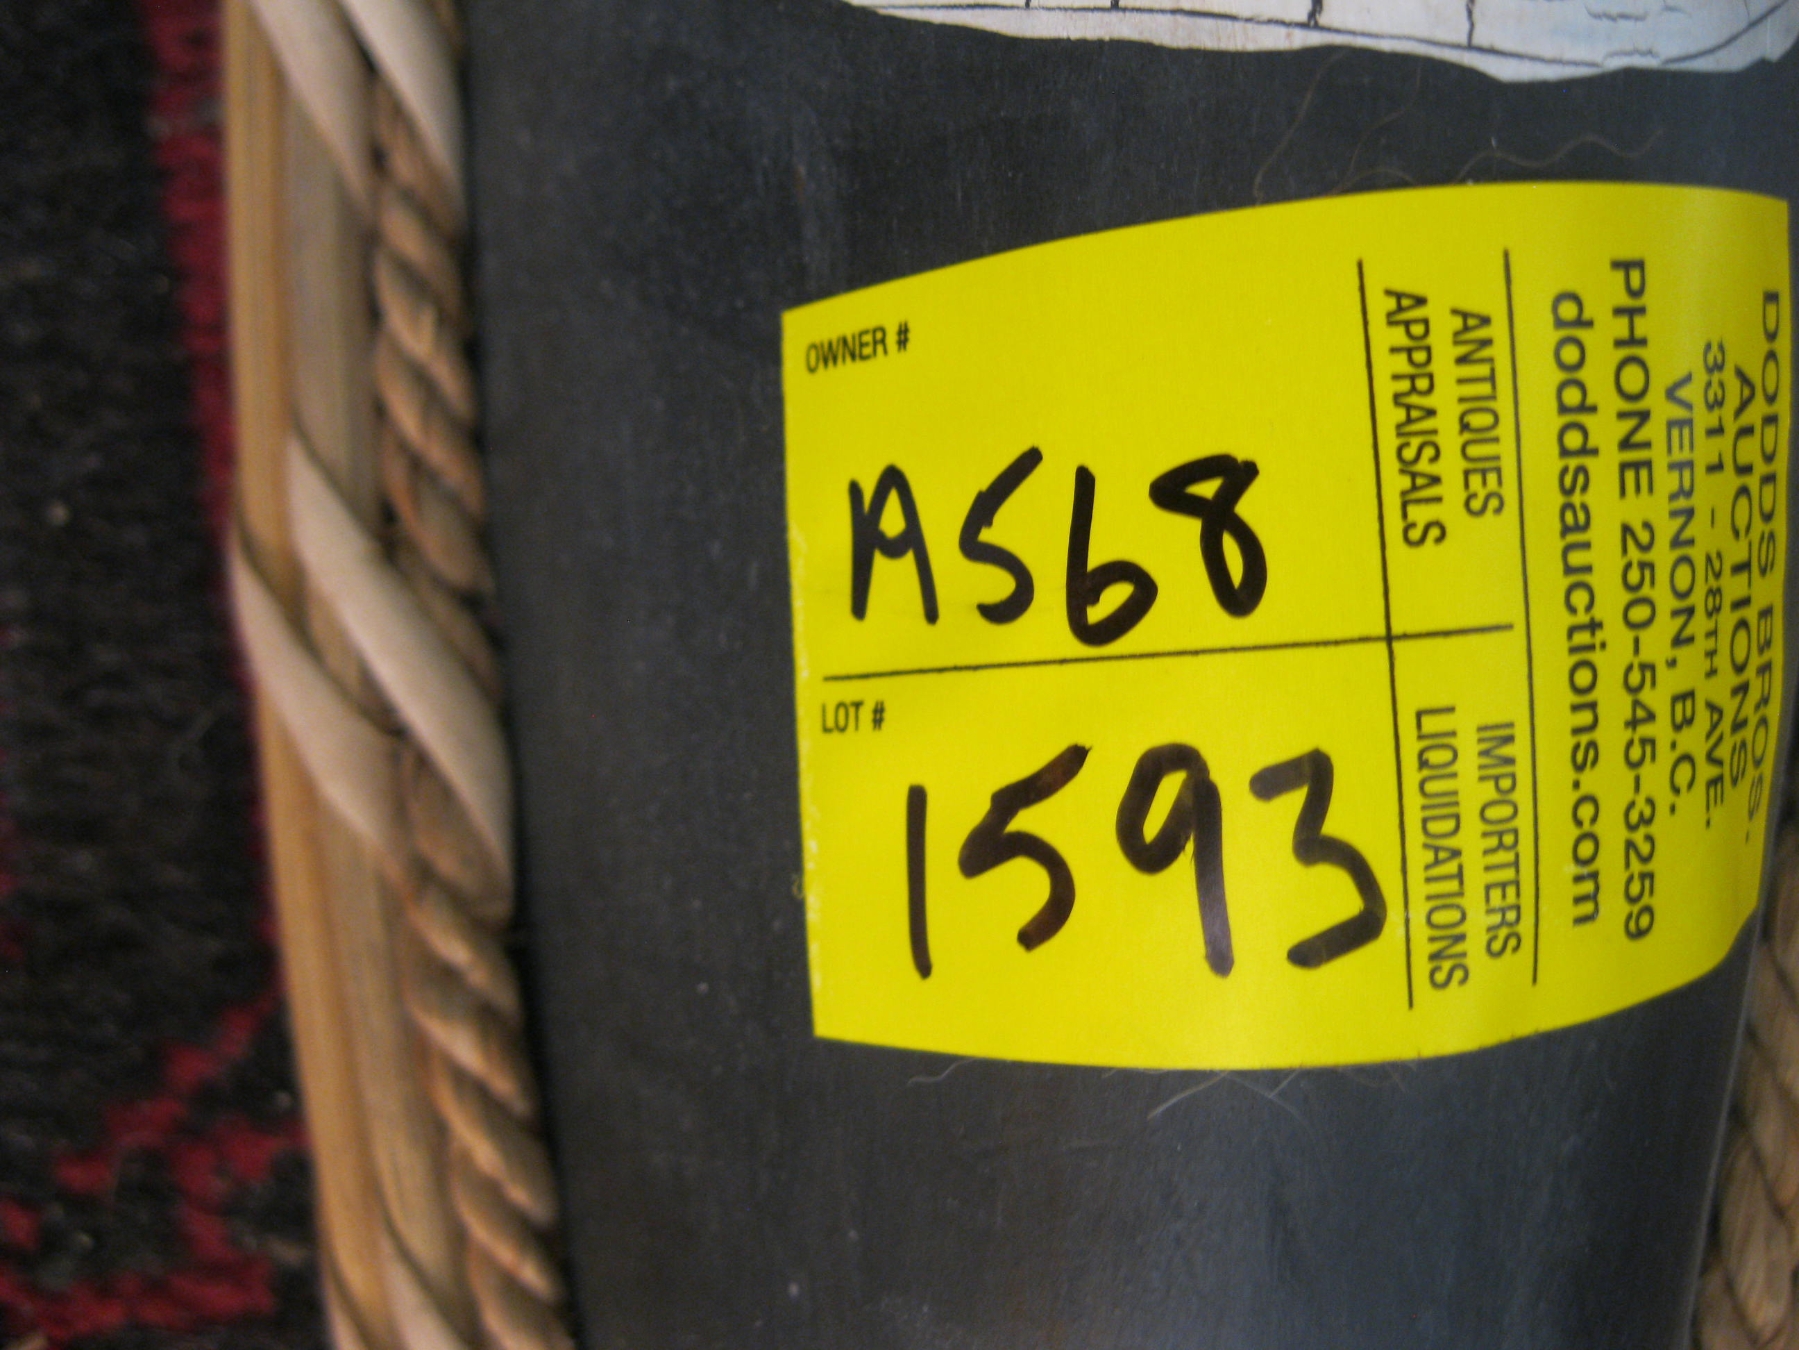 DODDS BROS.
AUCTIONS
3311 - 28TH AVE.
VERNON, B.C.
PHONE 250-545-3259
doddsauctions.com
ANTIQUES IMPORTERS
APPRAISALS LIQUIDATIONS
OWNER #
A568
LOT #
1593